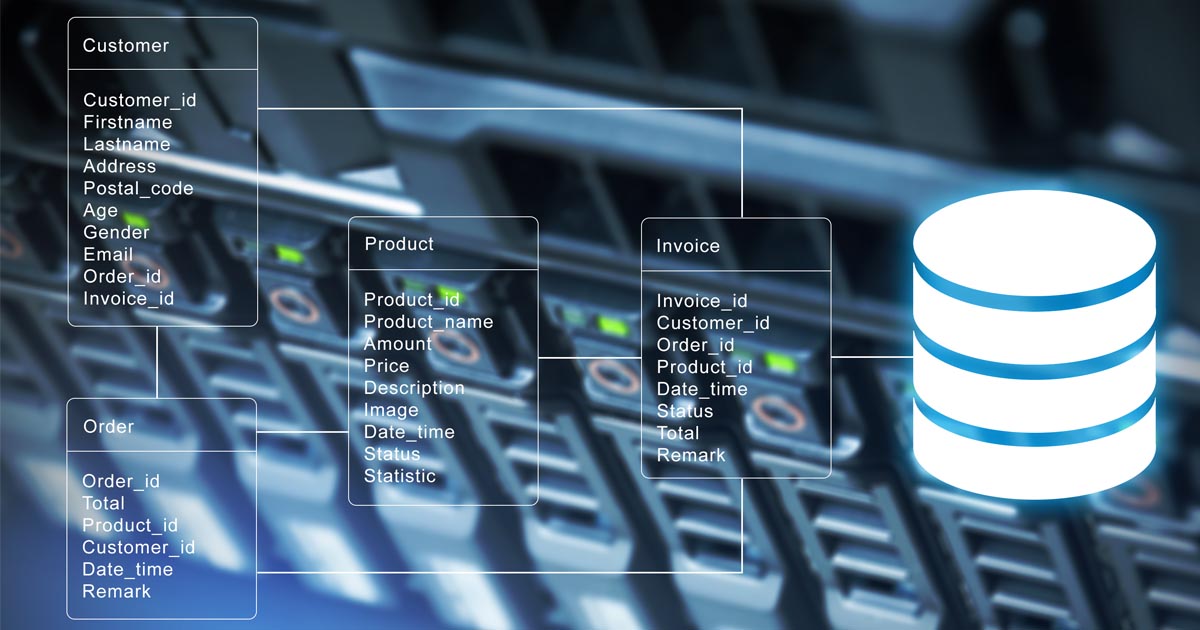 Customer
Customer_id
Firstname
Lastname
Address
Postal_code
Age
Gender
Email
Order_id
Invoice_id
Product
Product_id
Product_name
Amount
Price
Description
Image
Date_time
Status
Statistic
Invoice
Invoice_id
Customer_id
Order_id
Product_id
Date_time
Status
Total
Remark
Order
Order_id
Total
Product_id
Customer_id
Date_time
Remark